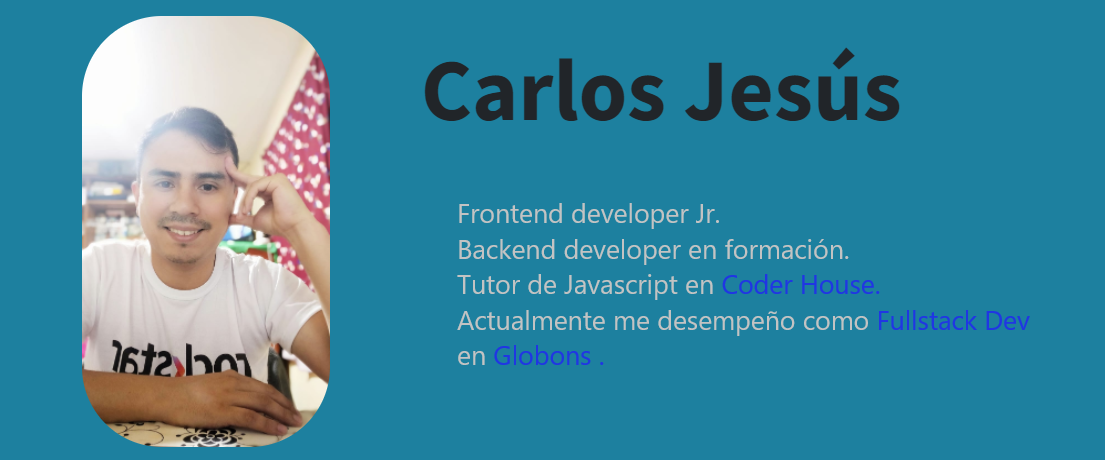 Carlos Jesús
Frontend developer Jr.
Backend developer en formación.
Tutor de Javascript en Coder House.
Actualmente me desempeño como Fullstack Dev
en Globons .
rockstar